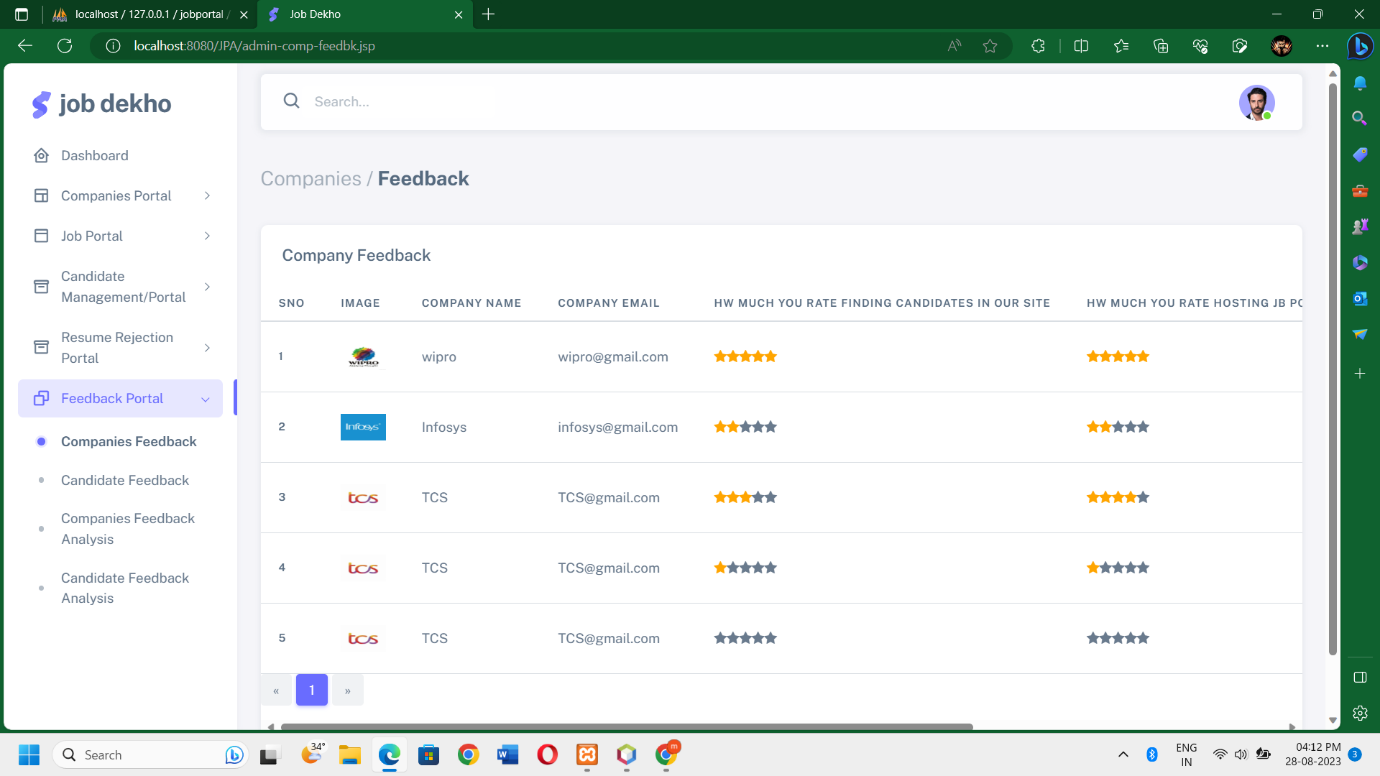 localhost / 127.0.0.1 / jobportal /
Job Dekho
localhost:8080/JPA/admin-comp-feedbk.jsp
job dekho
Search...
Dashboard
Companies Portal
Job Portal
Candidate
Management/Portal
Resume Rejection
Portal
Feedback Portal
Companies Feedback
Candidate Feedback
Companies Feedback
Analysis
Candidate Feedback
Analysis
Companies / Feedback
Company Feedback
SNO IMAGE COMPANY NAME COMPANY EMAIL HW MUCH YOU RATE FINDING CANDIDATES IN OUR SITE HW MUCH YOU RATE HOSTING JB PO
1 WIPRO wipro wipro@gmail.com
2 Infosys Infosys infosys@gmail.com
3 tcs TCS TCS@gmail.com
4 tcs TCS TCS@gmail.com
5 tcs TCS TCS@gmail.com
« 1 »
Search
34°
W
m
ENG
IN
04:12 PM
28-08-2023
3